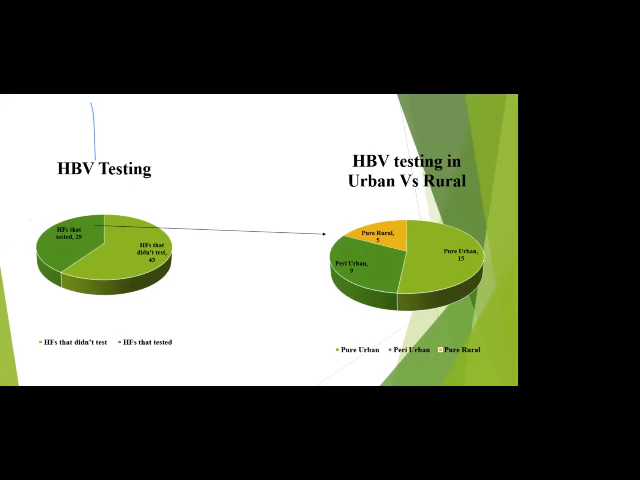 HBV Testing
HFs that
tested, 29
HFs that
didn't test,
43
HFs that didn't test
HFs that tested
HBV testing in
Urban Vs Rural
Pure Rural,
5
Pure Urban,
15
Peri Urban,
9
Pure Urban
Peri Urban
Pure Rural